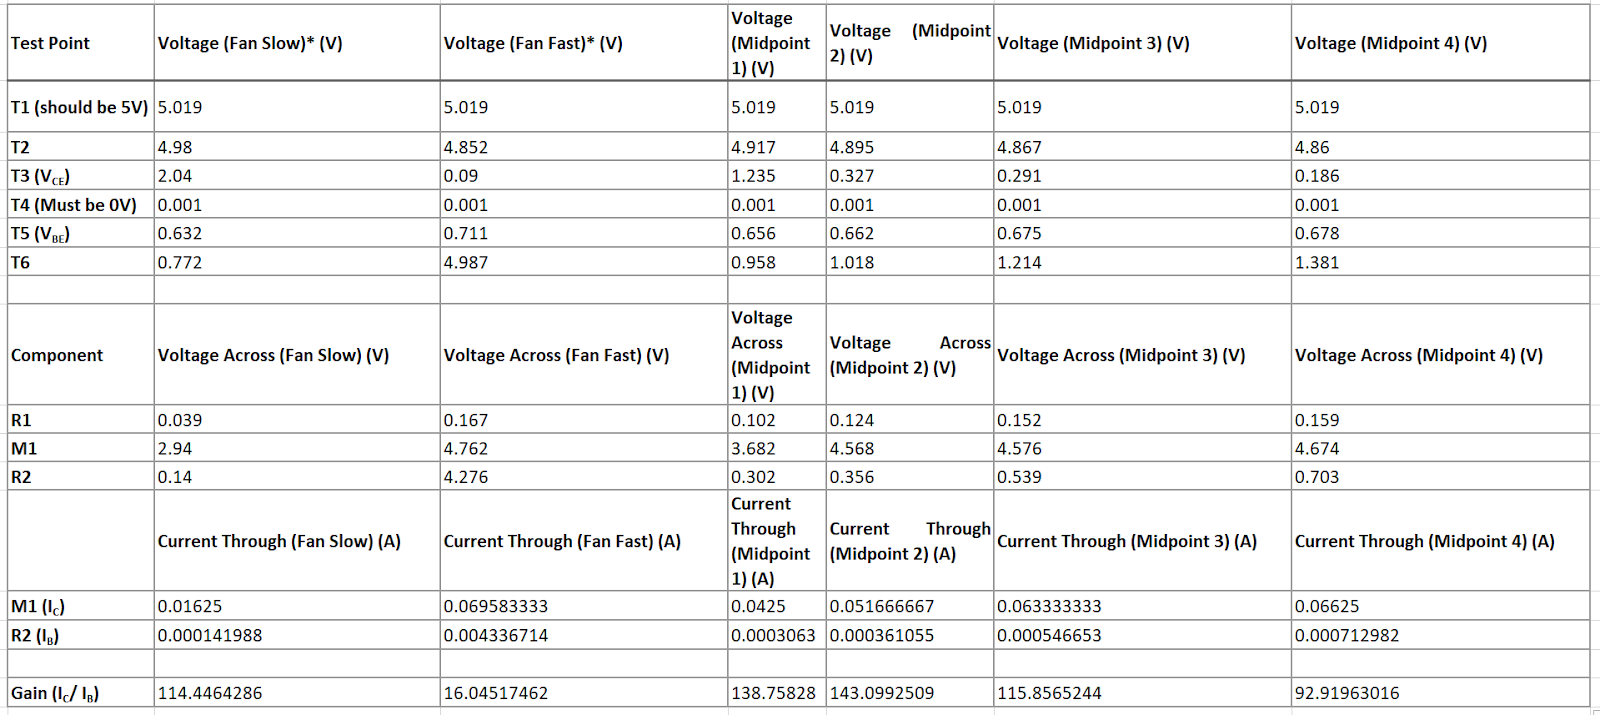 Test Point Voltage (Fan Slow)* (V) Voltage (Fan Fast)* (V) Voltage (Midpoint 1) (V) Voltage (Midpoint 2) (V) Voltage (Midpoint 3) (V) Voltage (Midpoint 4) (V)
T1 (should be 5V) 5.019 5.019 5.019 5.019 5.019 5.019
T2 4.98 4.852 4.917 4.895 4.867 4.86
T3 (VCE) 2.04 0.09 1.235 0.327 0.291 0.186
T4 (Must be 0V) 0.001 0.001 0.001 0.001 0.001 0.001
T5 (VBE) 0.632 0.711 0.656 0.662 0.675 0.678
T6 0.772 4.987 0.958 1.018 1.214 1.381
Component Voltage Across (Fan Slow) (V) Voltage Across (Fan Fast) (V) Voltage Across (Midpoint 1) (V) Voltage Across (Midpoint 2) (V) Voltage Across (Midpoint 3) (V) Voltage Across (Midpoint 4) (V)
R1 0.039 0.167 0.102 0.124 0.152 0.159
M1 2.94 4.762 3.682 4.568 4.576 4.674
R2 0.14 4.276 0.302 0.356 0.539 0.703
Current Through (Fan Slow) (A) Current Through (Fan Fast) (A) Current Through (Midpoint 1) (A) Current Through (Midpoint 2) (A) Current Through (Midpoint 3) (A) Current Through (Midpoint 4) (A)
M1 (IC) 0.01625 0.069583333 0.0425 0.051666667 0.063333333 0.06625
R2 (IB) 0.000141988 0.004336714 0.0003063 0.000361055 0.000546653 0.000712982
Gain (IC/ IB) 114.4464286 16.04517462 138.75828 143.0992509 115.8565244 92.91963016